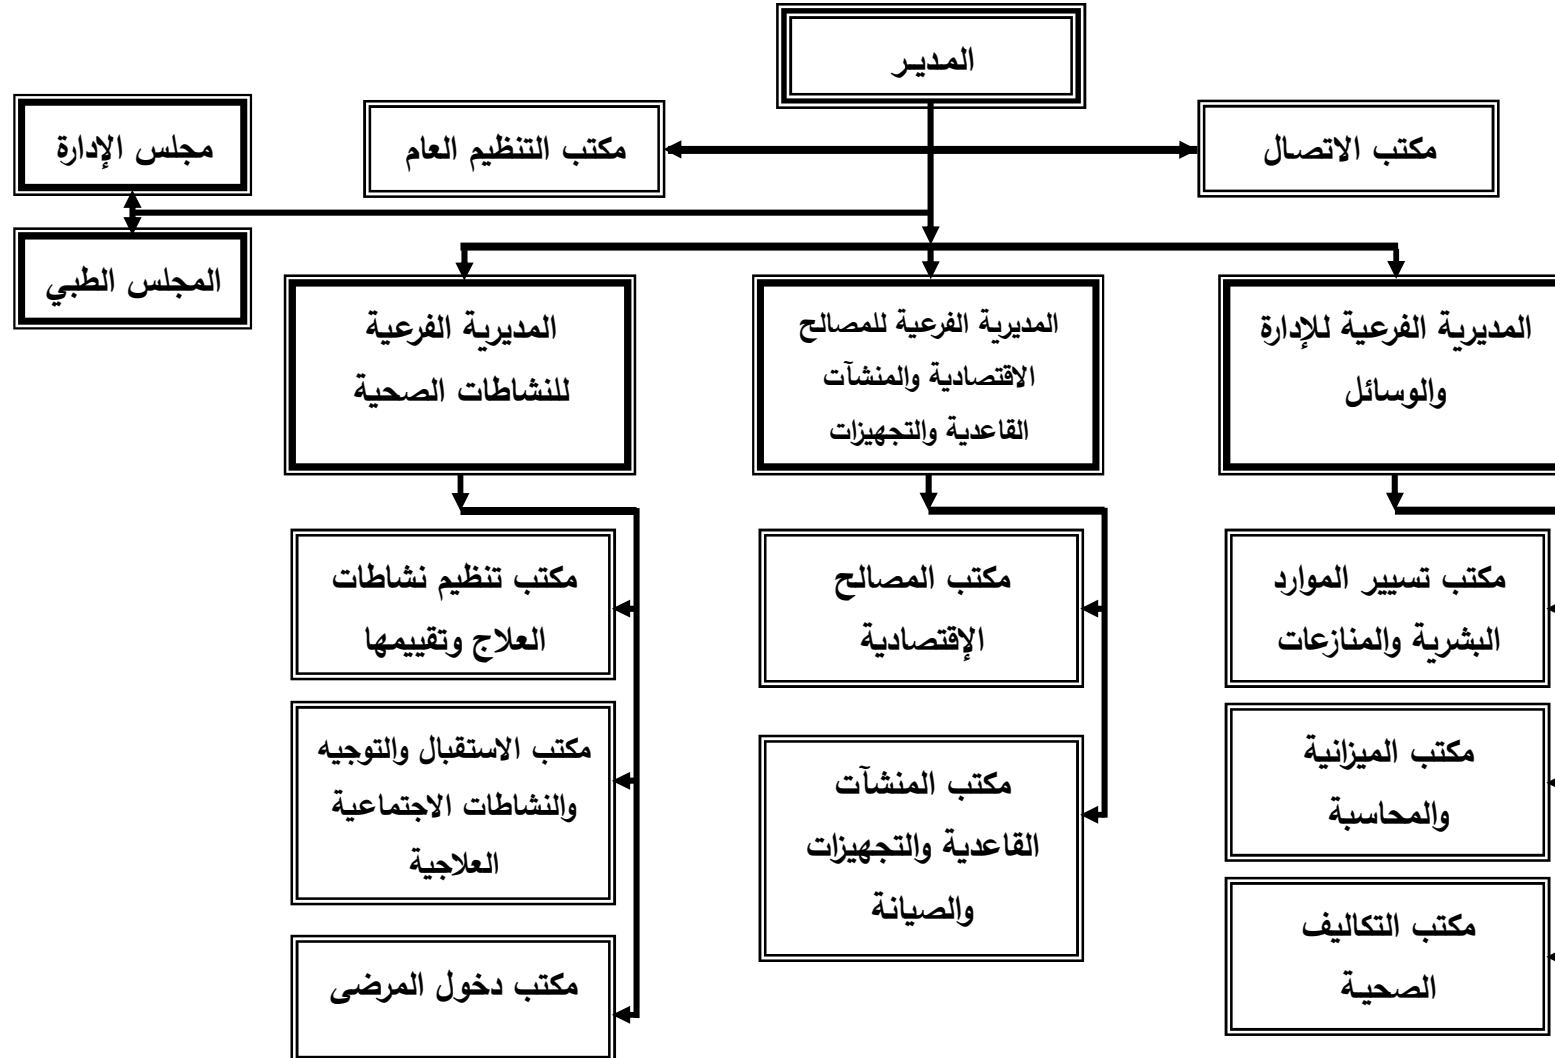 المديـر
مكتب الاتصال
مكتب التنظيم العام
مجلس الإدارة
المجلس الطبي
المديرية الفرعية للإدارة
والوسائل
المديرية الفرعية للمصالح
الاقتصادية والمنشآت
القاعدية والتجهيزات
المديرية الفرعية
للنشاطات الصحية
مكتب تسيير الموارد
البشرية والمنازعات
مكتب الميزانية
والمحاسبة
مكتب التكاليف
الصحية
مكتب المصالح
الإقتصادية
مكتب المنشآت
القاعدية والتجهيزات
والصيانة
مكتب تنظيم نشاطات
العلاج وتقييمها
مكتب الاستقبال والتوجيه
والنشاطات الاجتماعية
العلاجية
مكتب دخول المرضى